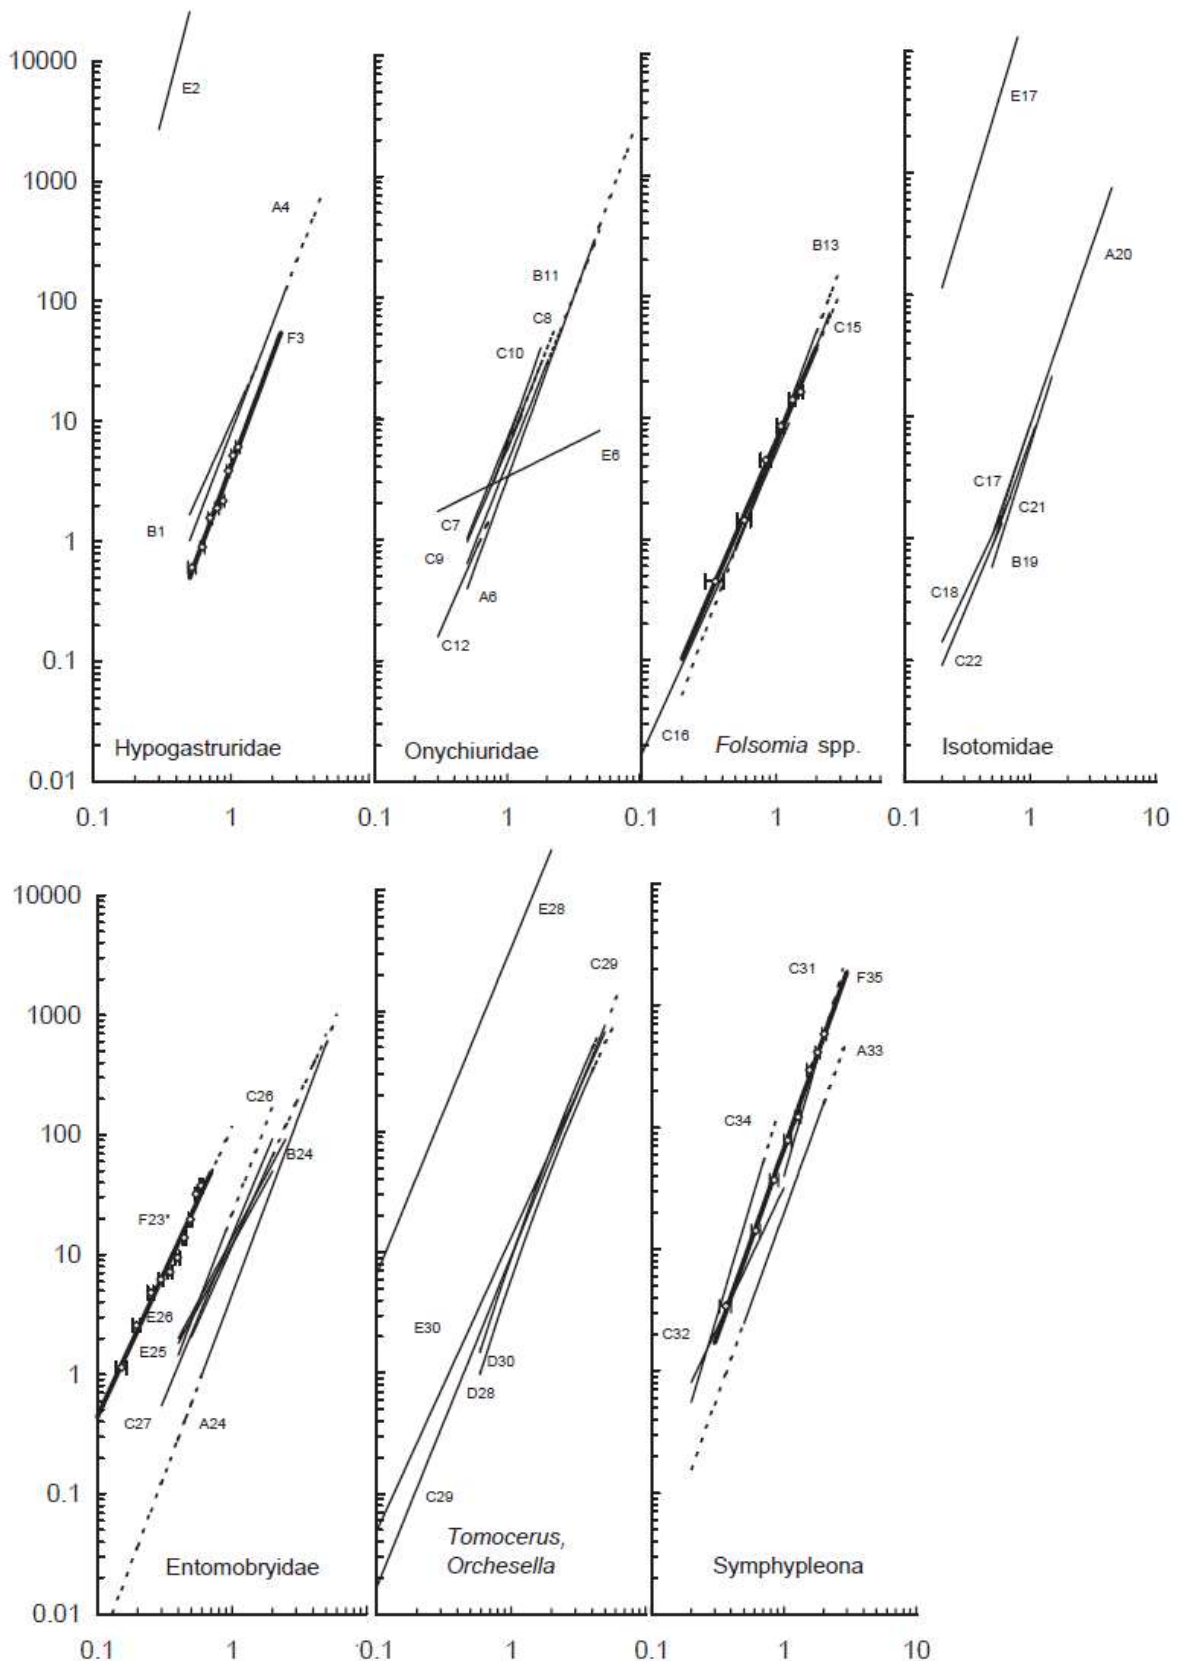 10000
1000
100
10
1
0.1
0.01
E2
A4
F3
B1
Hypogastruridae
0.1
1
B11
C8
C10
E6
C7
C9
A6
C12
Onychiuridae
0.1
1
B13
C15
C16
Folsomia spp.
0.1
1
E17
A20
C17
C21
B19
C18
C22
Isotomidae
0.1
1
10
10000
1000
100
10
1
0.1
0.01
C26
B24
F23*
E26
E25
C27
A24
Entomobryidae
0.1
1
E28
C29
E30
D30
D28
C29
Tomocerus,
Orchesella
0.1
1
C31
F35
A33
C34
C32
Symphypleona
0.1
1
10